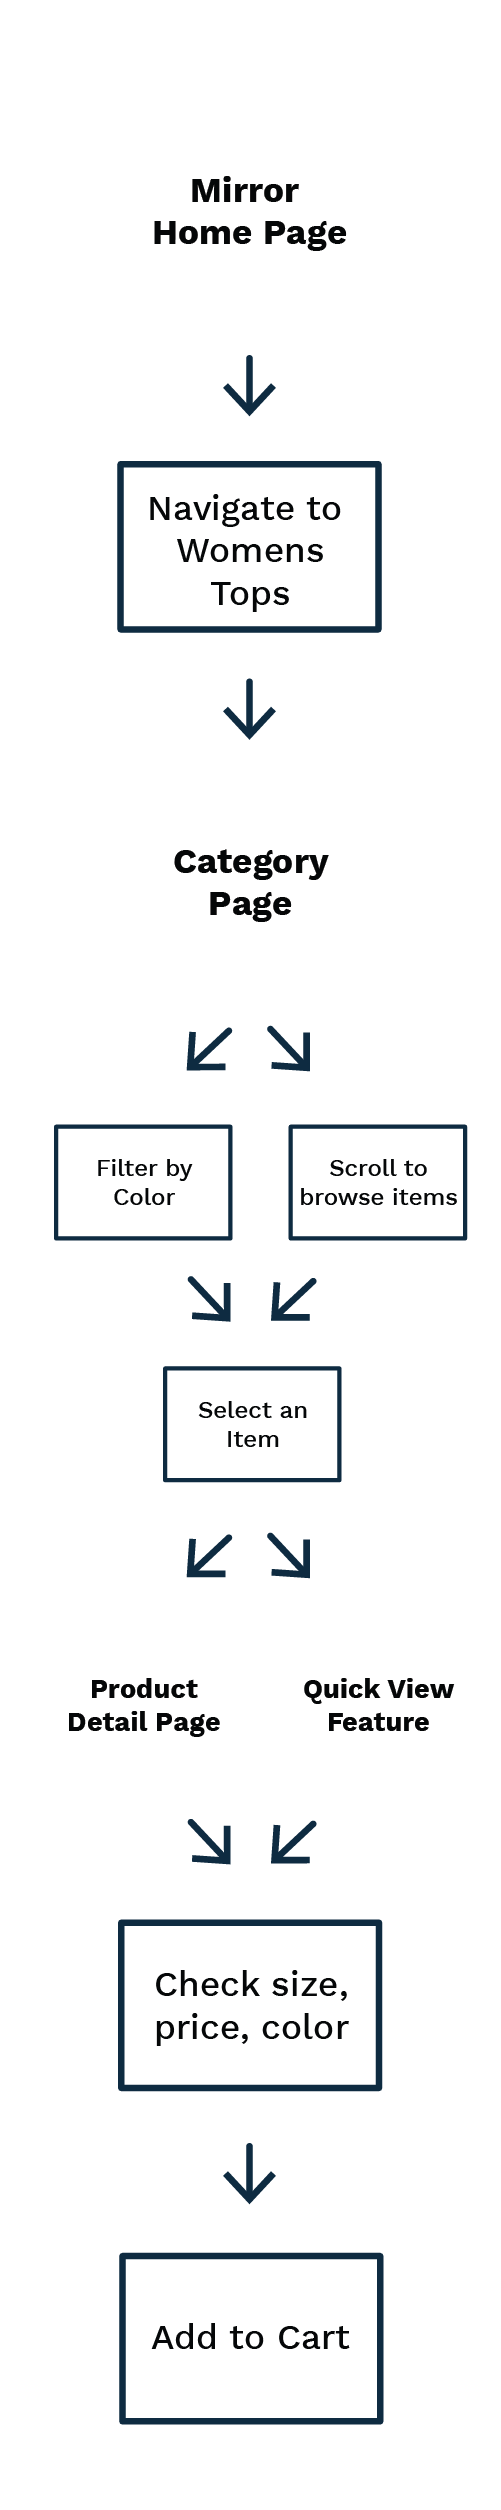 Mirror
Home Page
Navigate to
Womens
Tops
Category
Page
Filter by
Color
Scroll to
browse items
Select an
Item
Product
Detail Page
Quick View
Feature
Check size,
price, color
Add to Cart